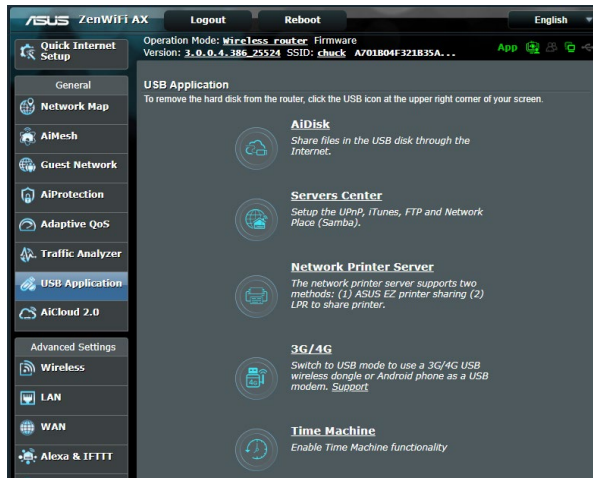 ASUS ZenWiFi AX Logout Reboot English
Quick Internet Setup
Operation Mode: Wireless router Firmware
Version: 3.0.0.4.386_25524 SSID: chuck A701B04F321B35A... App
General
Network Map
AiMesh
Guest Network
AiProtection
Adaptive QoS
Traffic Analyzer
USB Application
AiCloud 2.0
Advanced Settings
Wireless
LAN
WAN
Alexa & IFTTT
USB Application
To remove the hard disk from the router, click the USB icon at the upper right corner of your screen.
AiDisk
Share files in the USB disk through the
Internet.
Servers Center
Setup the UPnP, iTunes, FTP and Network
Place (Samba).
Network Printer Server
The network printer server supports two
methods: (1) ASUS EZ printer sharing (2)
LPR to share printer.
3G/4G
Switch to USB mode to use a 3G/4G USB
wireless dongle or Android phone as a USB
modem. Support
Time Machine
Enable Time Machine functionality